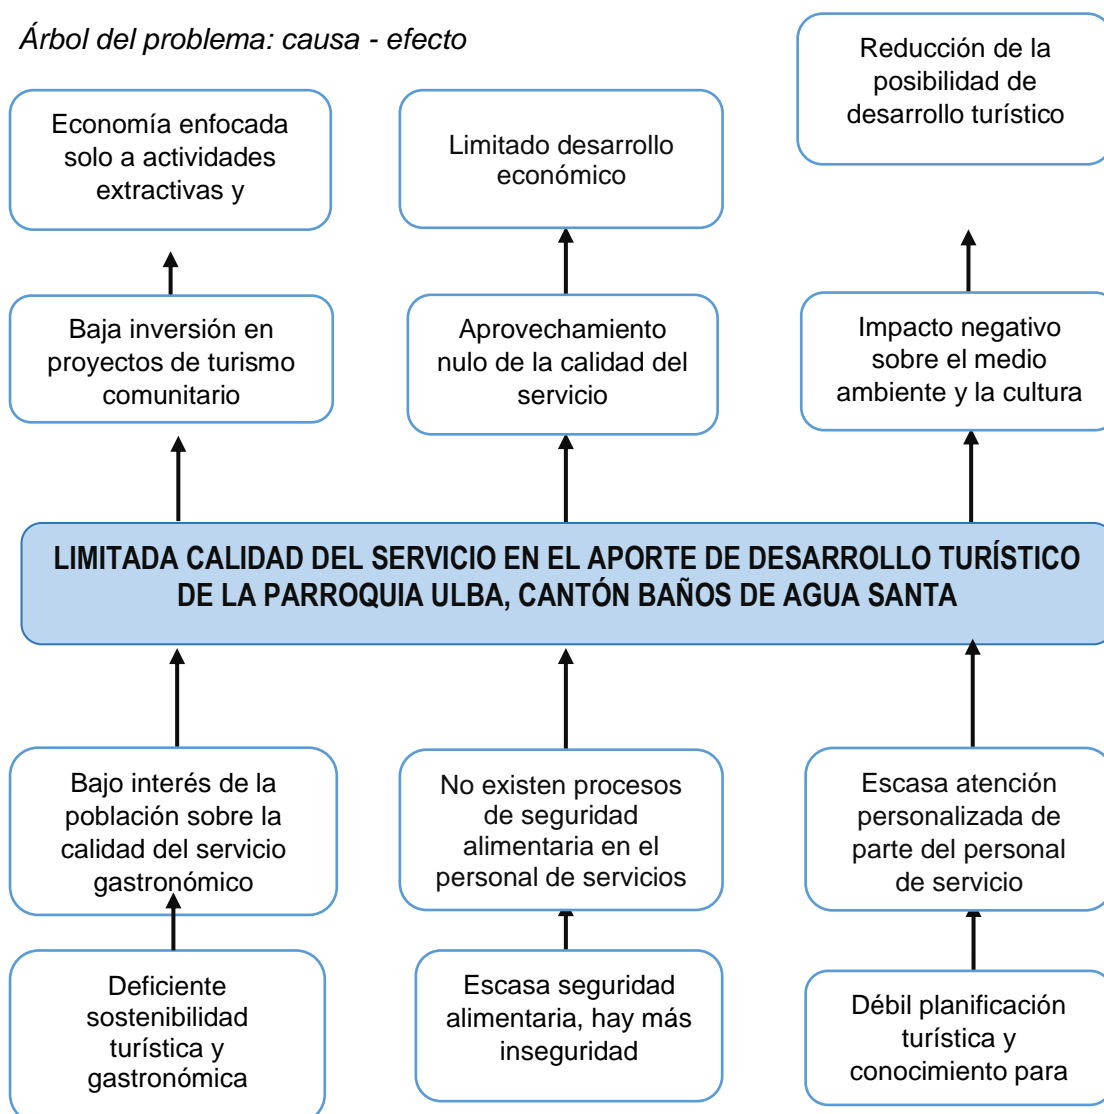 Árbol del problema: causa - efecto
Economía enfocada
solo a actividades
extractivas y
Limitado desarrollo
económico
Reducción de la
posibilidad de
desarrollo turístico
Baja inversión en
proyectos de turismo
comunitario
Aprovechamiento
nulo de la calidad del
servicio
Impacto negativo
sobre el medio
ambiente y la cultura
LIMITADA CALIDAD DEL SERVICIO EN EL APORTE DE DESARROLLO TURÍSTICO
DE LA PARROQUIA ULBA, CANTÓN BAÑOS DE AGUA SANTA
Bajo interés de la
población sobre la
calidad del servicio
gastronómico
No existen procesos
de seguridad
alimentaria en el
personal de servicios
Escasa atención
personalizada de
parte del personal
de servicio
Deficiente
sostenibilidad
turística y
gastronómica
Escasa seguridad
alimentaria, hay más
inseguridad
Débil planificación
turística y
conocimiento para